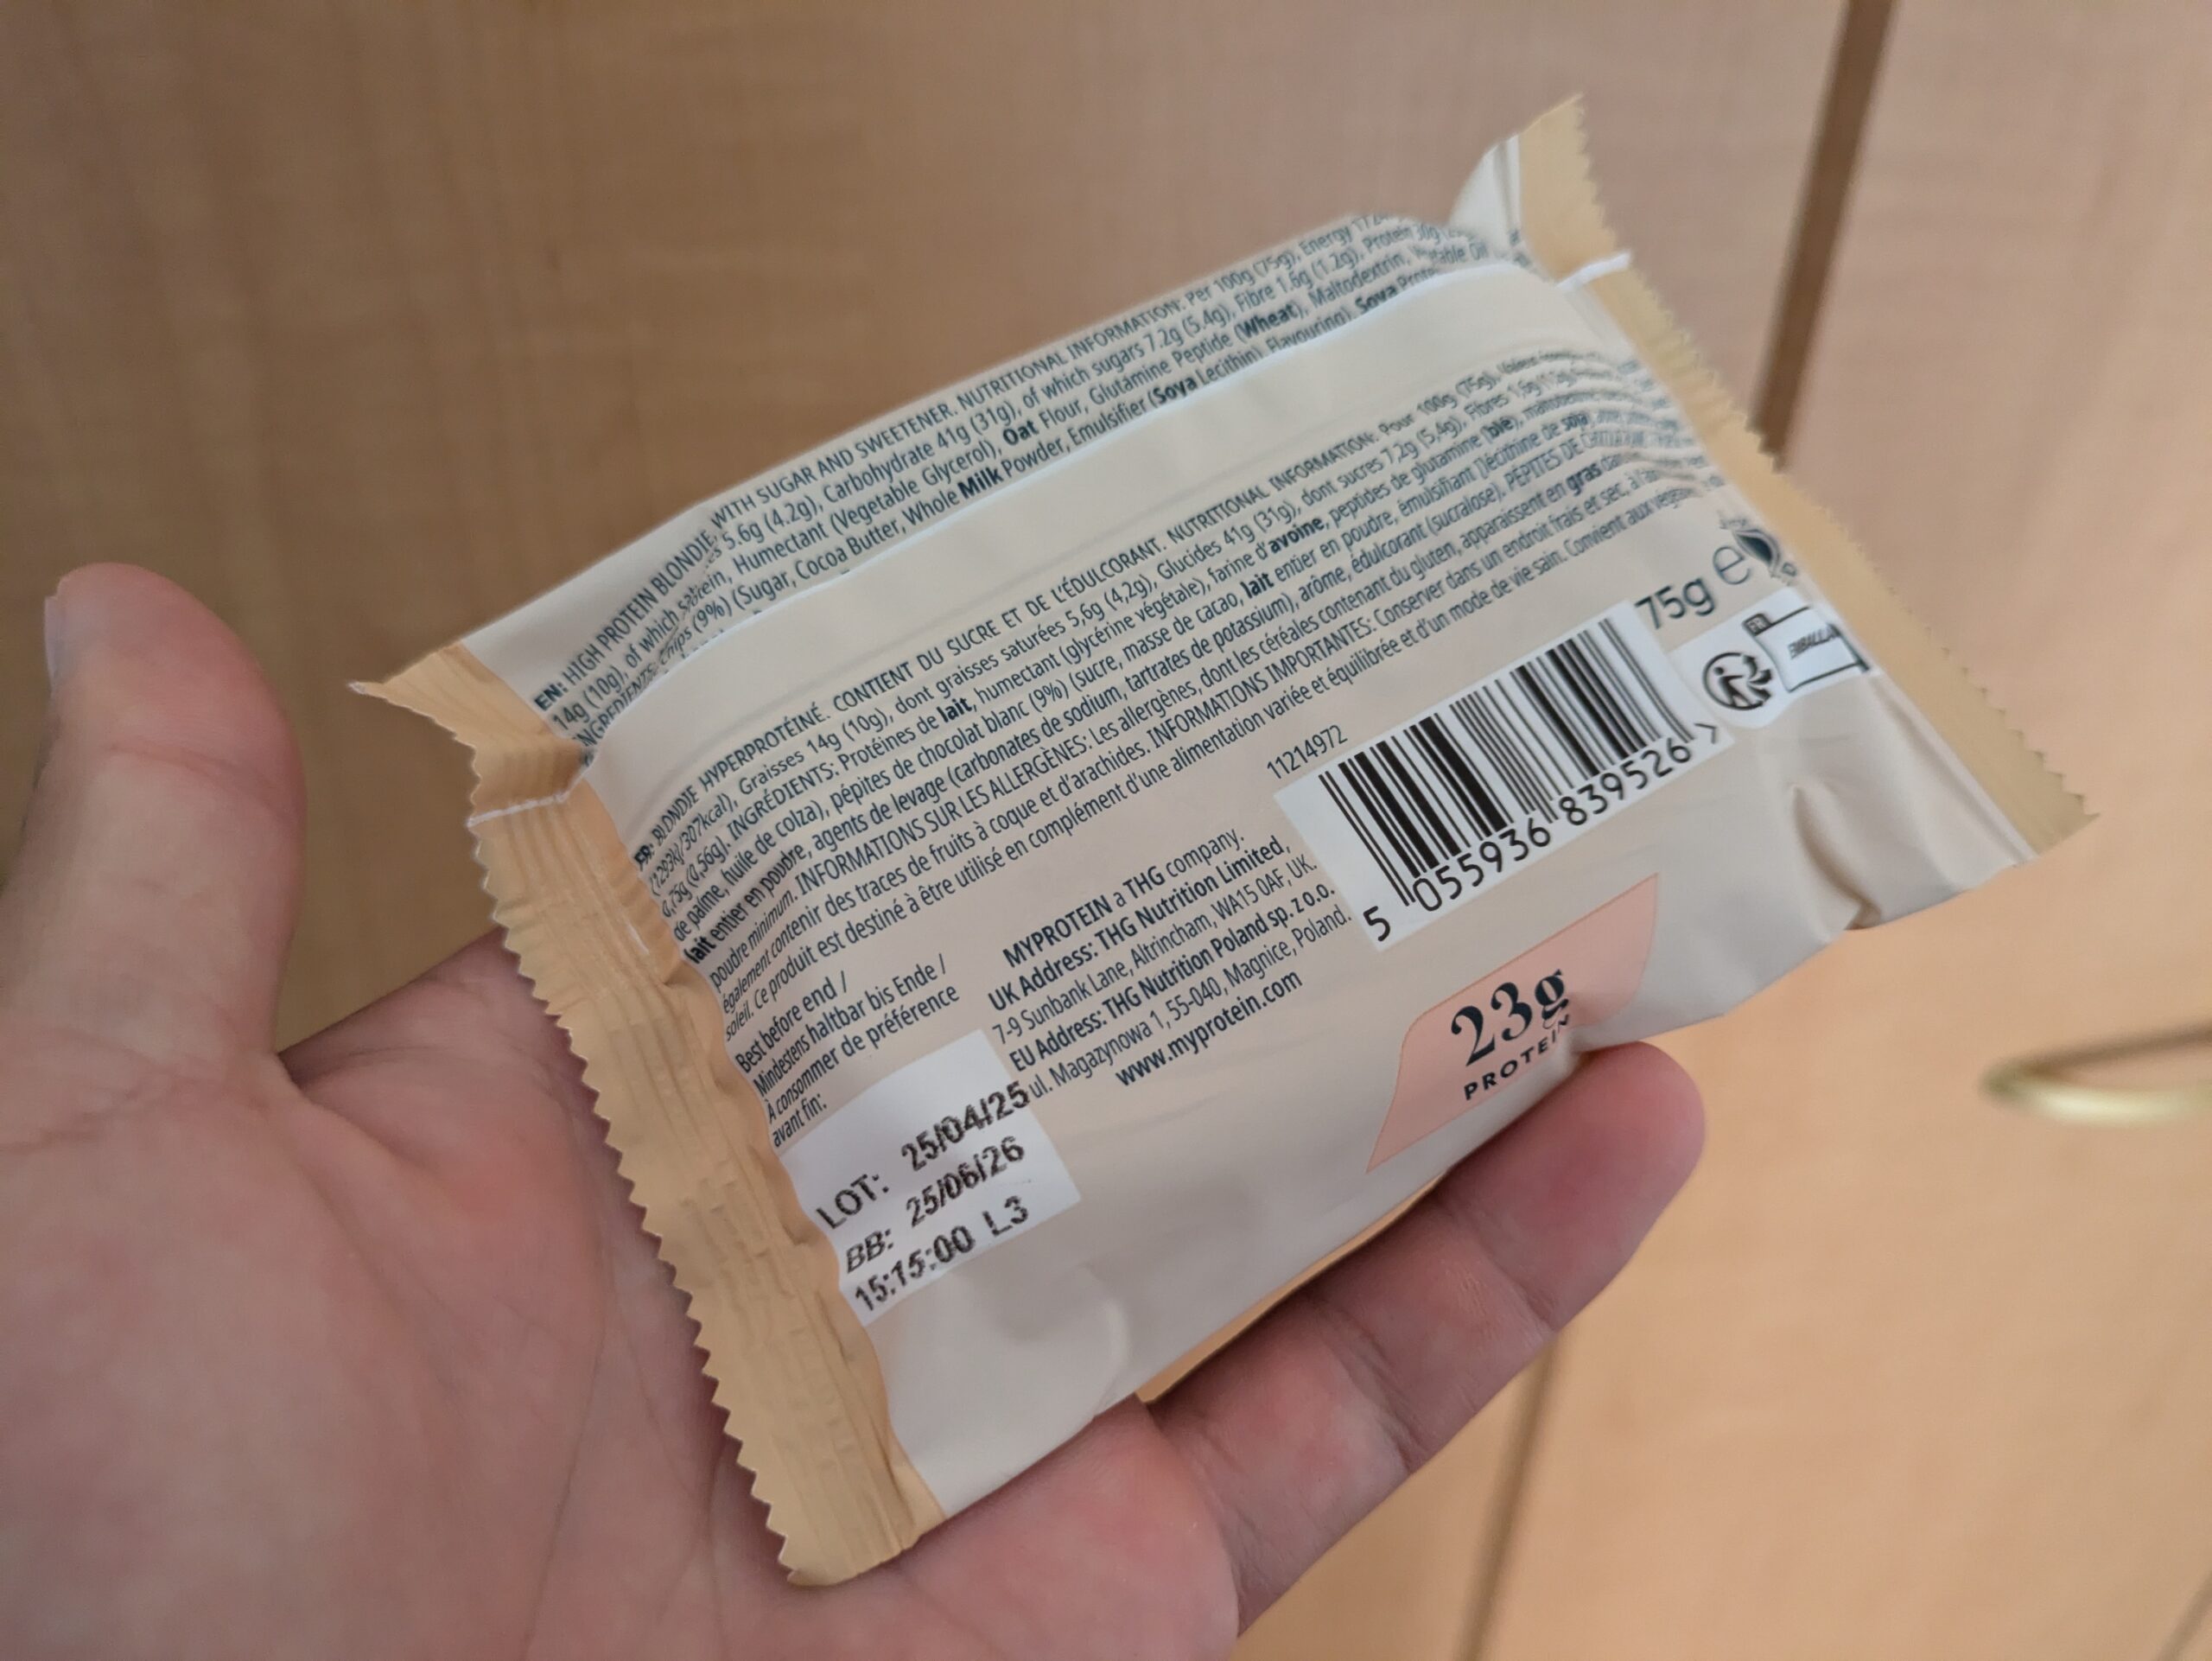 EN: HIGH PROTEIN BLONDIE, WITH SUGAR AND SWEETENER. NUTRITIONAL INFORMATION: Per 100g (75g), Energy
14g (10g), of which 5.6g (4.2g), Carbohydrate 41g (31g), of which sugars 7.2g (5.4g), Fibre 1.6g (1.2g), Protein 30g
INGREDIENTS: Humectant (Vegetable Glycerol), Oat Flour, Glutamine Peptide (Wheat), Maltodextrin,
Chips (9%) (Sugar, Cocoa Butter, Whole Milk Powder, Emulsifier (Soya Lecithin), Flavouring), Soya
FR: BLONDIE HYPERPROTÉINÉ. CONTIENT DU SUCRE ET DE L'ÉDULCORANT. NUTRITIONAL INFORMATION: Pour 100g (75g),
(1293kJ/307kcal), Graisses 14g (10g), dont graisses saturées 5,6g (4,2g), Glucides 41g (31g), dont sucres 7,2g (5,4g), Fibres 1,6g
0,75g (0,56g). INGRÉDIENTS: Protéines de lait, humectant (glycérine végétale), farine d'avoine, peptides de glutamine (blé),
de palme, huile de colza), pépites de chocolat blanc (9%) (sucre, masse de cacao, lait entier en poudre, émulsifiant [lécithine de soja
lait entier en poudre, agents de levage (carbonates de sodium, tartrates de potassium), arôme, édulcorant (sucralose). PÉPITES DE
poudre minimum. INFORMATIONS SUR LES ALLERGÈNES: Les allergènes, dont les céréales contenant du gluten, apparaissent en gras
également contenir des traces de fruits à coque et d'arachides. INFORMATIONS IMPORTANTES: Conserver dans un endroit frais et sec, à
soleil. Ce produit est destiné à être utilisé en complément d'une alimentation variée et équilibrée et d'un mode de vie sain. Convient aux
Best before end /
Mindestens haltbar bis Ende /
À consommer de préférence
avant fin:
LOT: 25/04/25
BB: 25/06/26
15:15:00 L3
MYPROTEIN a THG company.
UK Address: THG Nutrition Limited,
7-9 Sunbank Lane, Altrincham, WA15 0AF, UK.
EU Address: THG Nutrition Poland sp. z o.o.
ul. Magazynowa 1, 55-040, Magnice, Poland.
www.myprotein.com
11214972
5 055936 839526 >
75g e
FR
23g
PROTEIN